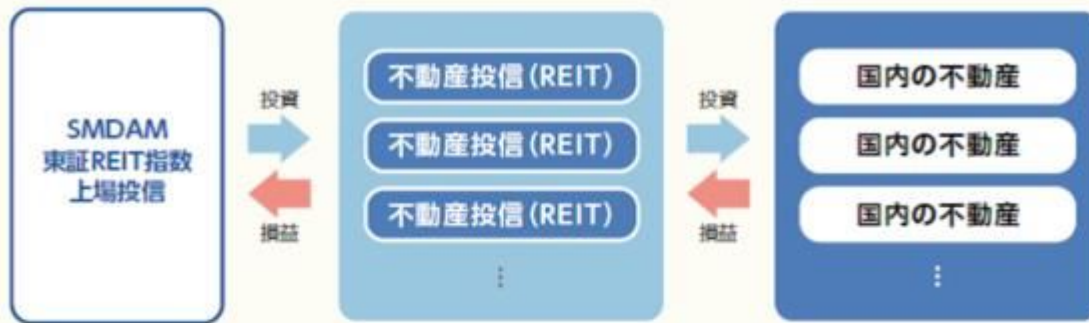 SMDAM
東証REIT指数
上場投信
投資
損益
不動産投信(REIT)
不動産投信(REIT)
不動産投信(REIT)
⋮
投資
損益
国内の不動産
国内の不動産
国内の不動産
⋮